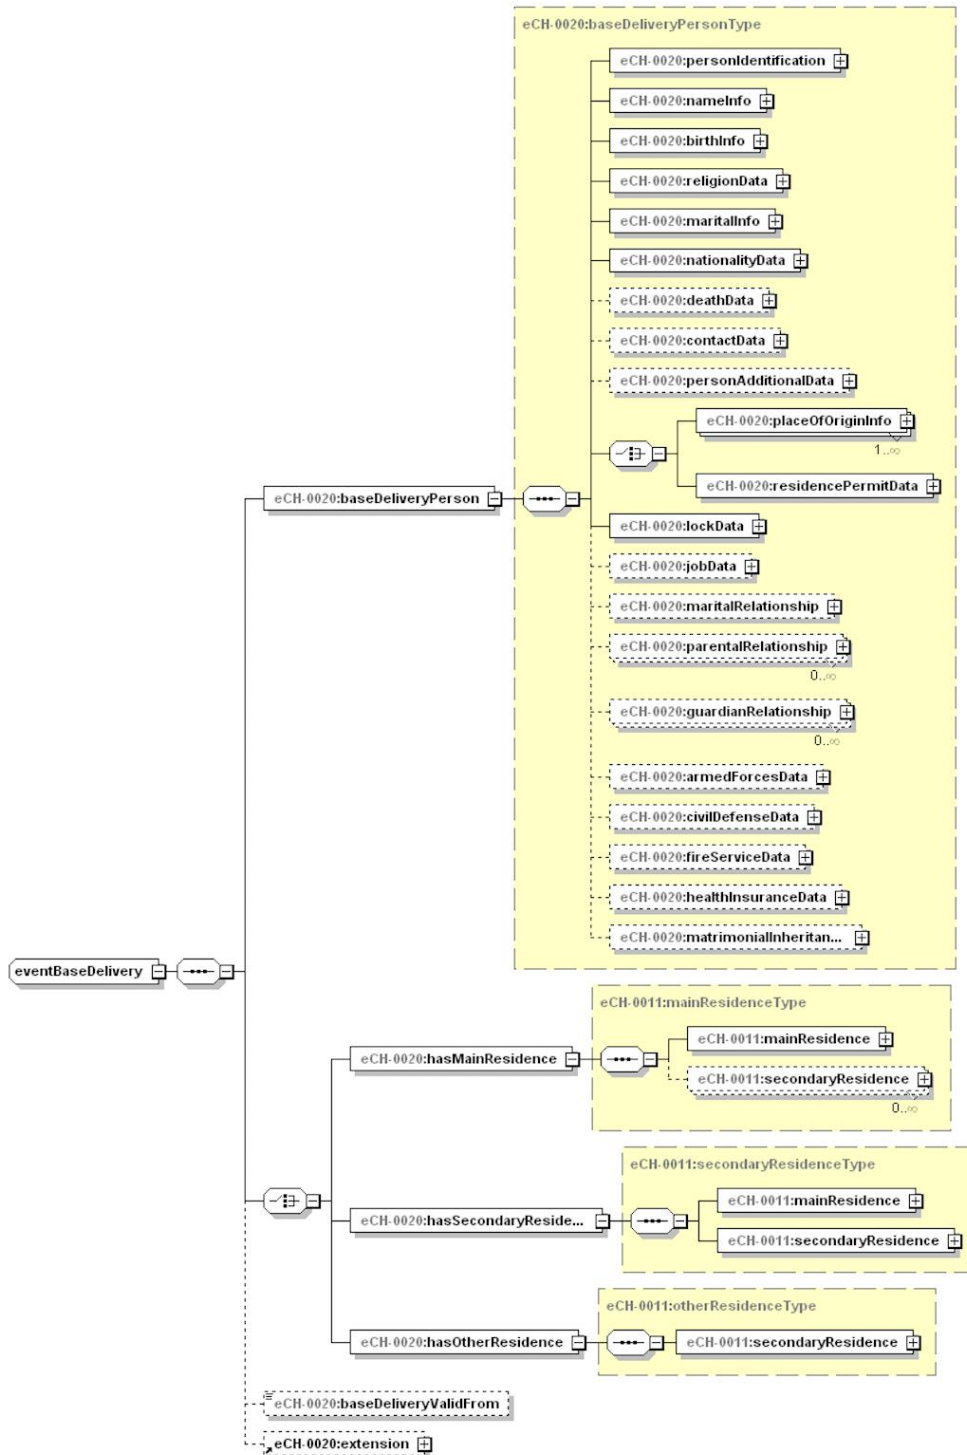 eCH-0020:baseDeliveryPersonType
eCH-0020:personIdentification
eCH-0020:nameInfo
eCH-0020:birthInfo
eCH-0020:religionData
eCH-0020:maritalInfo
eCH-0020:nationalityData
eCH-0020:deathData
eCH-0020:contactData
eCH-0020:personAdditionalData
eCH-0020:placeOfOriginInfo
1..∞
eCH-0020:residencePermitData
eCH-0020:baseDeliveryPerson
eCH-0020:lockData
eCH-0020:jobData
eCH-0020:maritalRelationship
eCH-0020:parentalRelationship
0..∞
eCH-0020:guardianRelationship
0..∞
eCH-0020:armedForcesData
eCH-0020:civilDefenseData
eCH-0020:fireServiceData
eCH-0020:healthInsuranceData
eCH-0020:matrimonialInheritan...
eventBaseDelivery
eCH-0011:mainResidenceType
eCH-0020:hasMainResidence
eCH-0011:mainResidence
eCH-0011:secondaryResidence
0..∞
eCH-0011:secondaryResidenceType
eCH-0020:hasSecondaryReside...
eCH-0011:mainResidence
eCH-0011:secondaryResidence
eCH-0011:otherResidenceType
eCH-0020:hasOtherResidence
eCH-0011:secondaryResidence
eCH-0020:baseDeliveryValidFrom
eCH-0020:extension